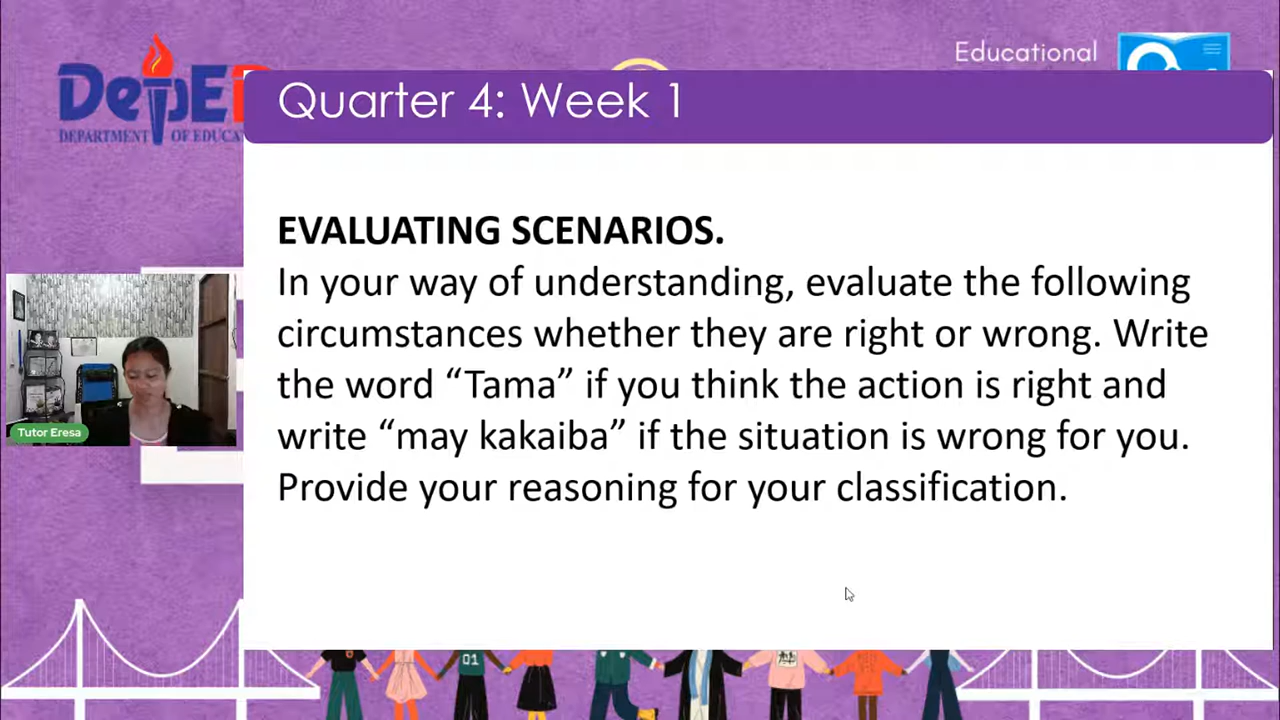 Educational
DepE
DEPARTMENT OF EDUCA
Quarter 4: Week 1
EVALUATING SCENARIOS.
In your way of understanding, evaluate the following
circumstances whether they are right or wrong. Write
the word “Tama” if you think the action is right and
write “may kakaiba” if the situation is wrong for you.
Provide your reasoning for your classification.
Tutor Eresa
01